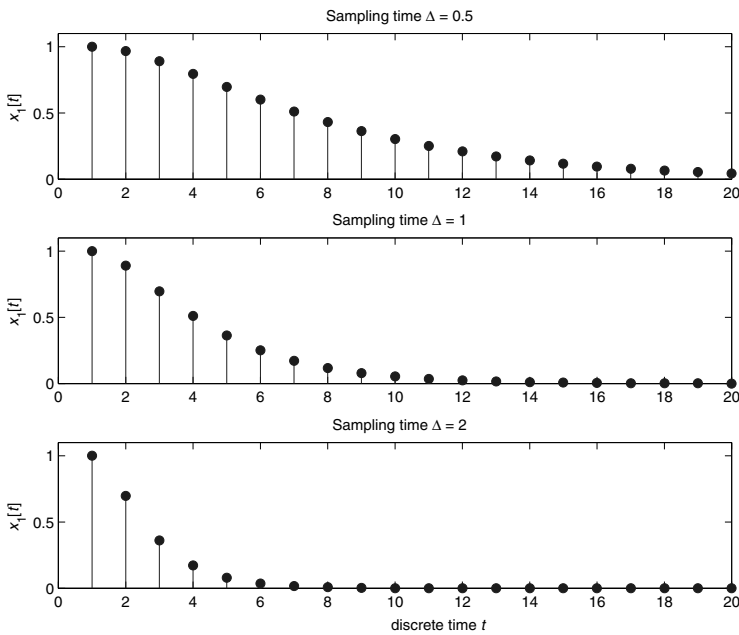 Sampling time Δ = 0.5
1
0.5
0
x₁[t]
0 2 4 6 8 10 12 14 16 18 20
Sampling time Δ = 1
1
0.5
0
x₁[t]
0 2 4 6 8 10 12 14 16 18 20
Sampling time Δ = 2
1
0.5
0
x₁[t]
0 2 4 6 8 10 12 14 16 18 20
discrete time t